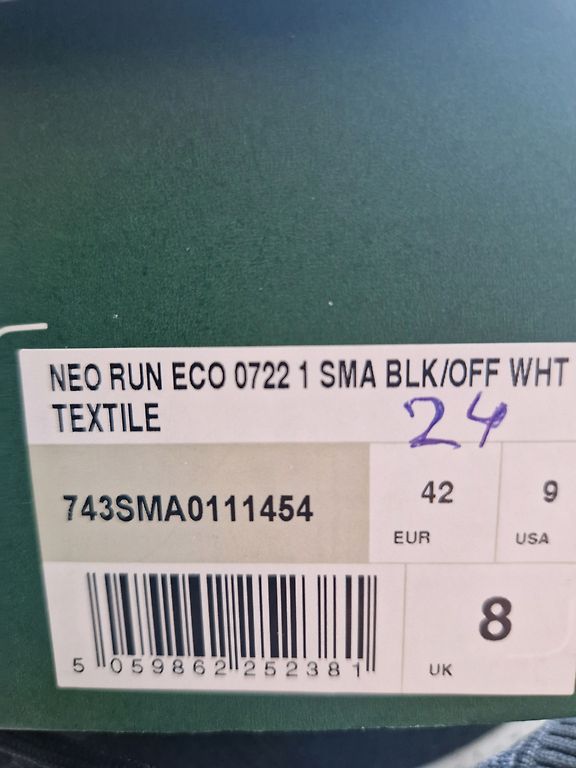 NEO RUN ECO 0722 1 SMA BLK/OFF WHT
TEXTILE
24
743SMA0111454
42
EUR
9
USA
5 059862 252381
8
UK